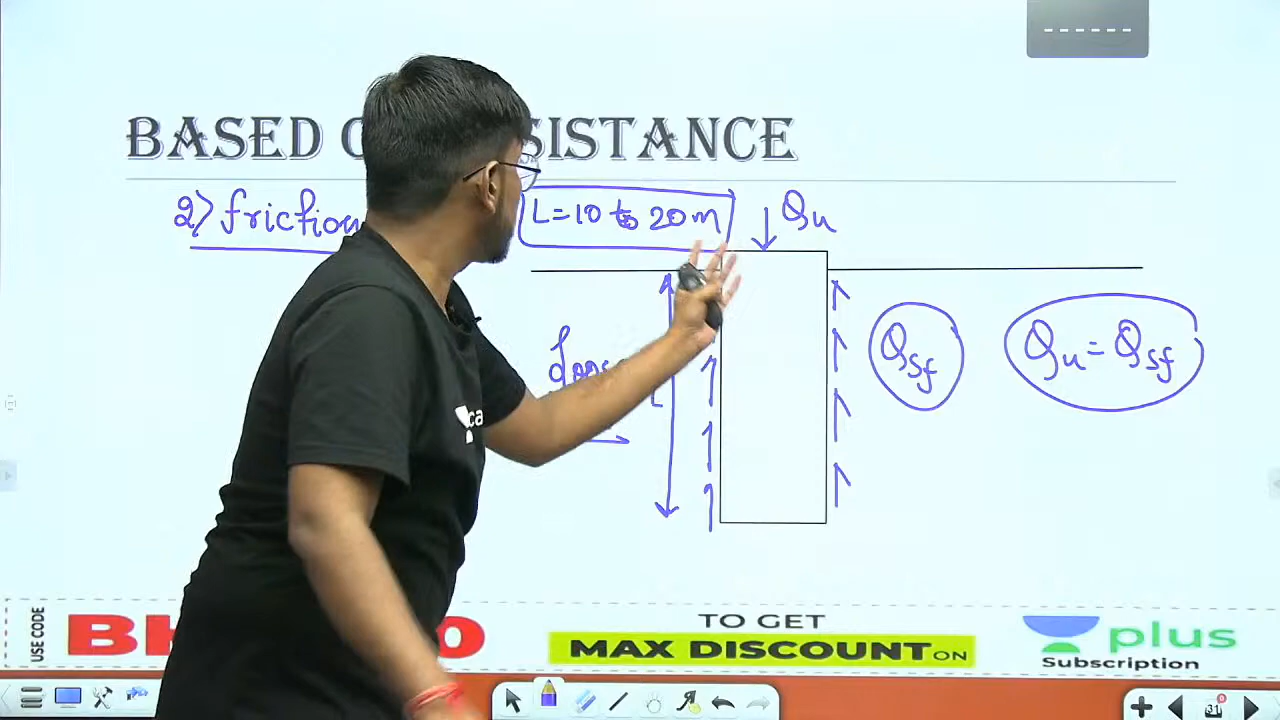 BASED
SISTANCE
2) friction
L=10 to 20m
Qu
L
Qsf
Qu = Qsf
USE CODE
TO GET
MAX DISCOUNT ON
plus
Subscription
31